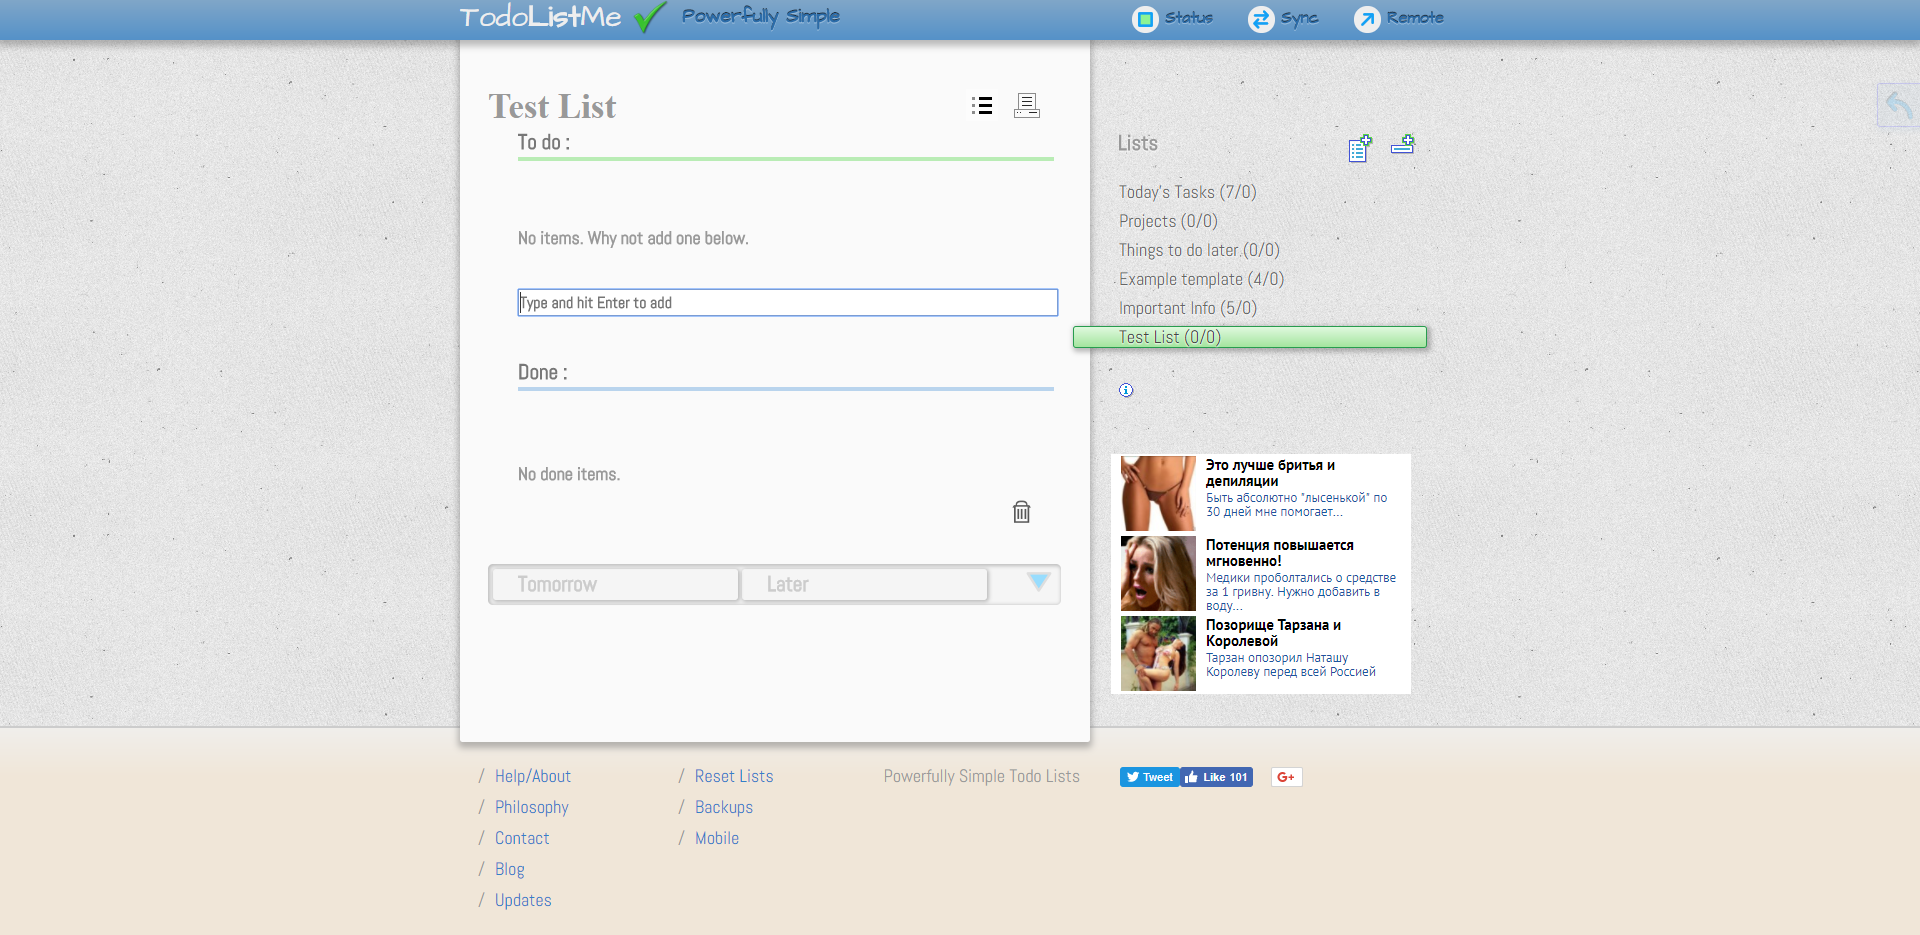 TodoListMe Powerfully Simple Status Sync Remote
Test List
To do :
No items. Why not add one below.
Type and hit Enter to add
Done :
No done items.
Tomorrow Later
Lists
Today's Tasks (7/0)
Projects (0/0)
Things to do later (0/0)
Example template (4/0)
Important Info (5/0)
Test List (0/0)
Это лучше бритья и
депиляции
Быть абсолютно "лысенькой" по
30 дней мне помогает...
Потенция повышается
мгновенно!
Медики проболтались о средстве
за 1 гривну. Нужно добавить в
воду...
Позорище Тарзана и
Королевой
Тарзан опозорил Наташу
Королеву перед всей Россией
/ Help/About
/ Philosophy
/ Contact
/ Blog
/ Updates
/ Reset Lists
/ Backups
/ Mobile
Powerfully Simple Todo Lists
Tweet Like 101 G+